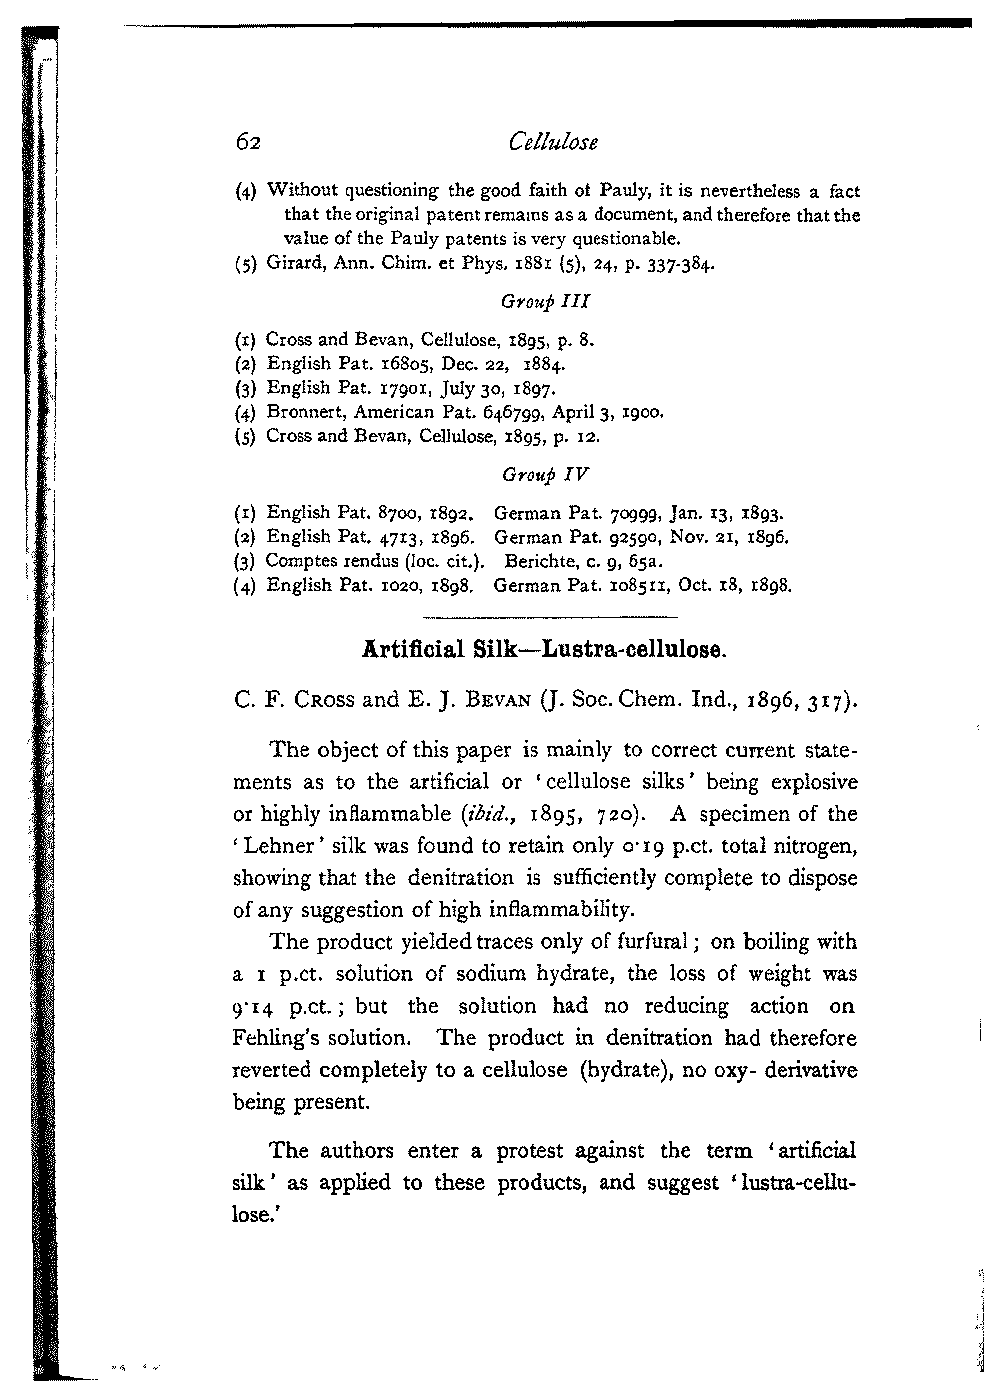 62 Cellulose
(4) Without questioning the good faith of Pauly, it is nevertheless a fact
that the original patent remains as a document, and therefore that the
value of the Pauly patents is very questionable.
(5) Girard, Ann. Chim. et Phys. 1881 (5), 24, p. 337-384.
Group III
(1) Cross and Bevan, Cellulose, 1895, p. 8.
(2) English Pat. 16805, Dec. 22, 1884.
(3) English Pat. 17901, July 30, 1897.
(4) Bronnert, American Pat. 646799, April 3, 1900.
(5) Cross and Bevan, Cellulose, 1895, p. 12.
Group IV
(1) English Pat. 8700, 1892. German Pat. 70999, Jan. 13, 1893.
(2) English Pat. 4713, 1896. German Pat. 92590, Nov. 21, 1896.
(3) Comptes rendus (loc. cit.). Berichte, c. 9, 65a.
(4) English Pat. 1020, 1898. German Pat. 108511, Oct. 18, 1898.
Artificial Silk—Lustra-cellulose.
C. F. CROSS and E. J. BEVAN (J. Soc. Chem. Ind., 1896, 317).
The object of this paper is mainly to correct current state-
ments as to the artificial or ‘cellulose silks’ being explosive
or highly inflammable (ibid., 1895, 720). A specimen of the
‘Lehner’ silk was found to retain only 0·19 p.ct. total nitrogen,
showing that the denitration is sufficiently complete to dispose
of any suggestion of high inflammability.
The product yielded traces only of furfural; on boiling with
a 1 p.ct. solution of sodium hydrate, the loss of weight was
9·14 p.ct.; but the solution had no reducing action on
Fehling's solution. The product in denitration had therefore
reverted completely to a cellulose (hydrate), no oxy- derivative
being present.
The authors enter a protest against the term ‘artificial
silk’ as applied to these products, and suggest ‘lustra-cellu-
lose.’